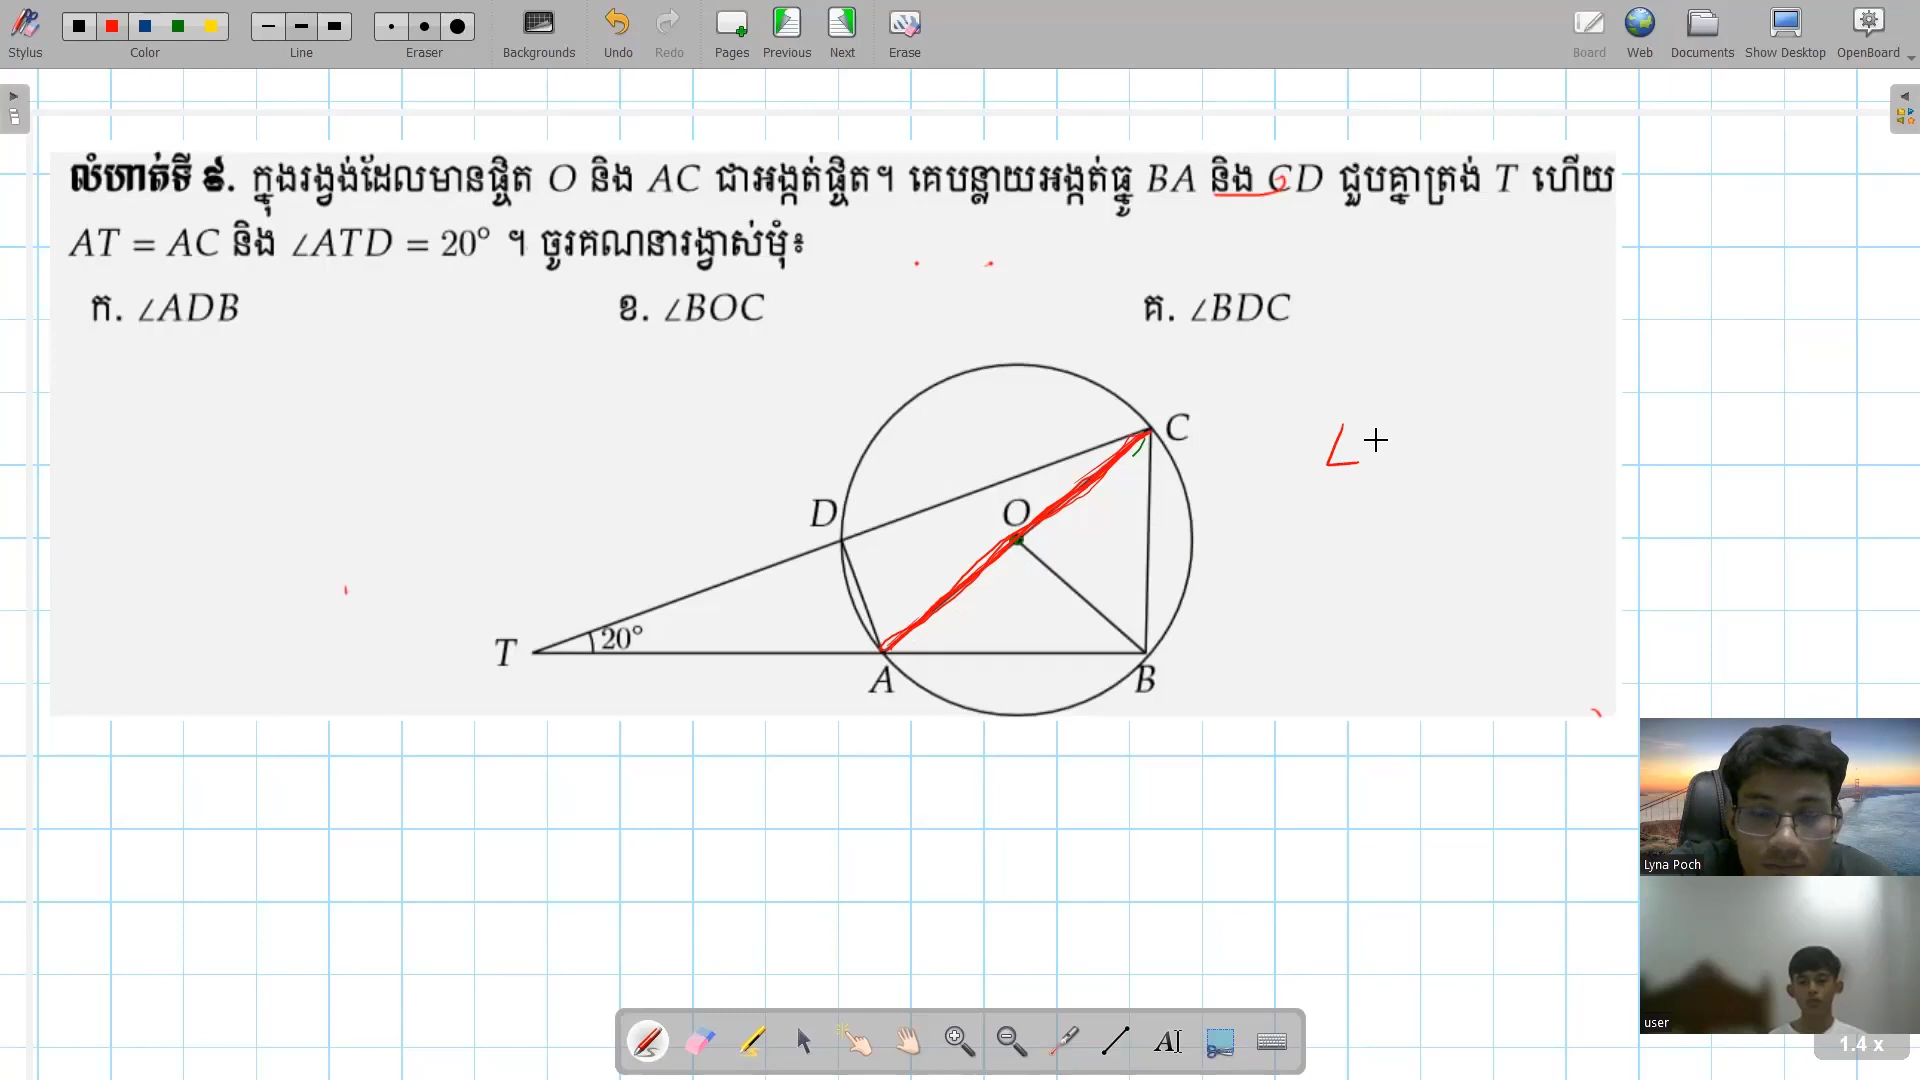 Stylus
Color
Line
Eraser
Backgrounds
Undo
Redo
Pages
Previous
Next
Erase
Board
Web
Documents
Show Desktop
OpenBoard
លំហាត់ទី ៩. ក្នុងរង្វង់ដែលមានផ្ចិត O និង AC ជាអង្កត់ផ្ចិត។ គេបន្លាយអង្កត់ធ្នូ BA និង CD ជួបគ្នាត្រង់ T ហើយ
AT = AC និង ∠ATD = 20° ។ ចូរគណនារង្វាស់មុំ៖
ក. ∠ADB
ខ. ∠BOC
គ. ∠BDC
C
∠
D
O
T
20°
A
B
Lyna Poch
user
1.4 x